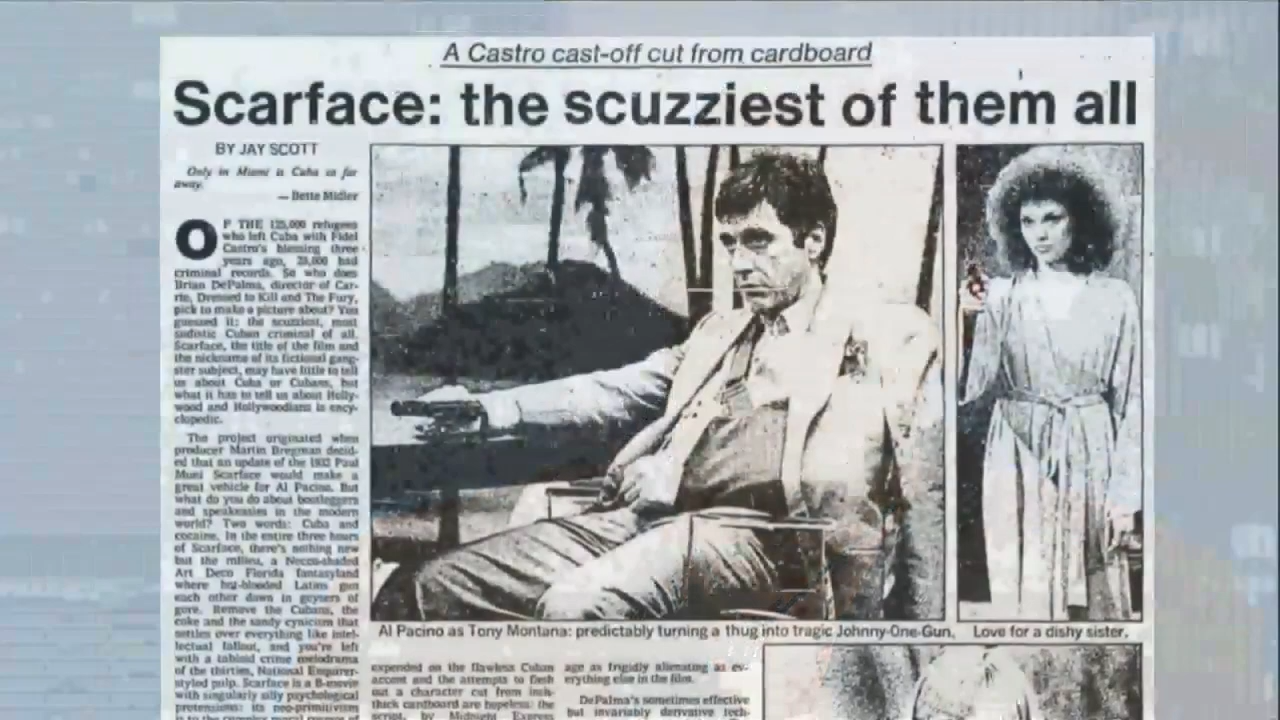 A Castro cast-off cut from cardboard
Scarface: the scuzziest of them all
BY JAY SCOTT
Only in Miami is Cuba so far
away.
— Bette Midler
OF THE 125,000 refugees
who left Cuba with Fidel
Castro's blessing three
years ago, 25,000 had
criminal records. So who does
Brian DePalma, director of Car-
rie, Dressed to Kill and The Fury,
pick to make a picture about? You
guessed it: the scuzziest, most
sadistic Cuban criminal of all.
Scarface, the title of the film and
the nickname of its fictional gang-
ster subject, may have little to tell
us about Cuba or Cubans, but
what it has to tell us about Holly-
wood and Hollywoodians is ency-
clopedic.
The project originated when
producer Martin Bregman decid-
ed that an update of the 1932 Paul
Muni Scarface would make a
great vehicle for Al Pacino. But
what do you do about bootleggers
and speakeasies in the modern
world? Two words: Cuba and
cocaine. In the entire three hours
of Scarface, there's nothing new
but the milieu, a Necco-shaded
Art Deco Florida fantasyland
where hot-blooded Latins gun
each other down in geysers of
gore. Remove the Cubans, the
coke and the sandy cynicism that
settles over everything like intel-
lectual fallout, and you're left
with a tabloid crime melodrama
of the thirties, National Enquirer-
styled pulp. Scarface is a B-movie
with singularly silly psychological
pretensions: its neo-primitivism
Al Pacino as Tony Montana: predictably turning a thug into tragic Johnny-One-Gun.
Love for a dishy sister.
expended on the flawless Cuban
accent and the attempts to flesh
out a character cut from inch-
thick cardboard are hopeless: the
script, by Midnight Express
age as frigidly alienating as ev-
erything else in the film.
DePalma's sometimes effective
but invariably derivative tech-